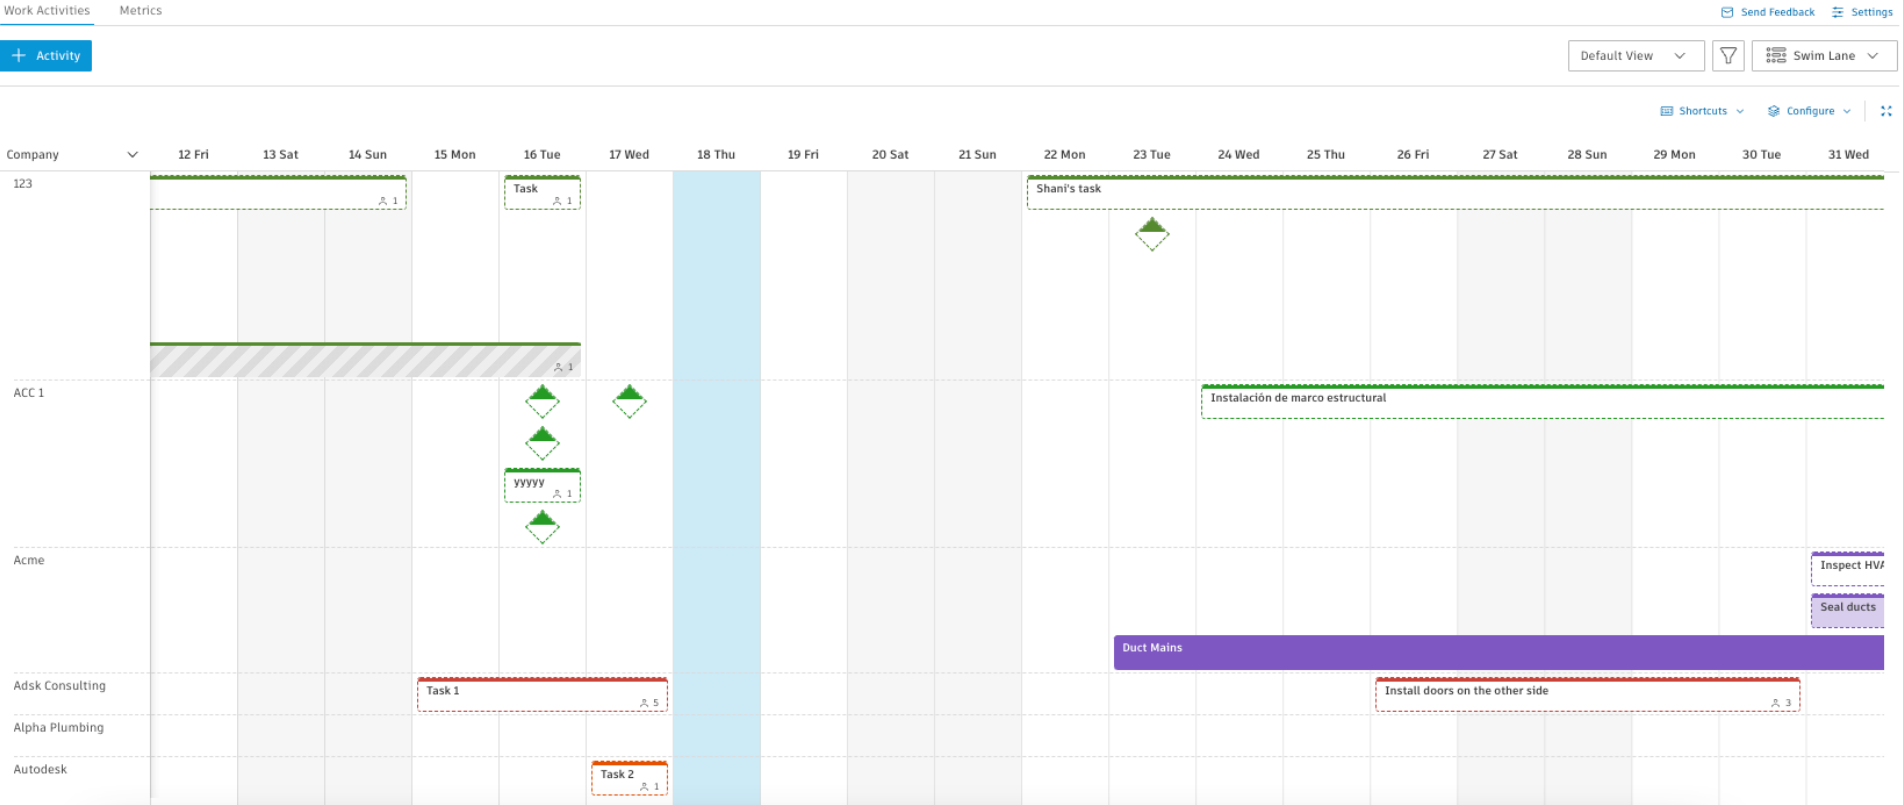 Work Activities Metrics
Send Feedback Settings
Activity
Default View Swim Lane
Shortcuts Configure
Company 12 Fri 13 Sat 14 Sun 15 Mon 16 Tue 17 Wed 18 Thu 19 Fri 20 Sat 21 Sun 22 Mon 23 Tue 24 Wed 25 Thu 26 Fri 27 Sat 28 Sun 29 Mon 30 Tue 31 Wed
123
Task Shani's task
1 1
1
ACC 1
Instalación de marco estructural
yyyyy
1
Acme
Inspect HVA
Seal ducts
Duct Mains
Adsk Consulting
Task 1 Install doors on the other side
5 3
Alpha Plumbing
Autodesk
Task 2
1